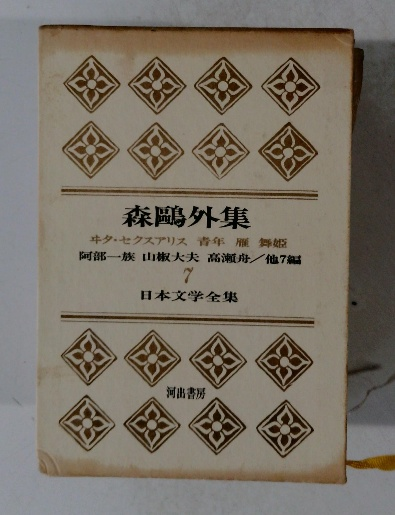 森鷗外集
ヰタ・セクスアリス 青年 雁 舞姫
阿部一族 山椒大夫 高瀬舟／他7編
7
日本文学全集
河出書房